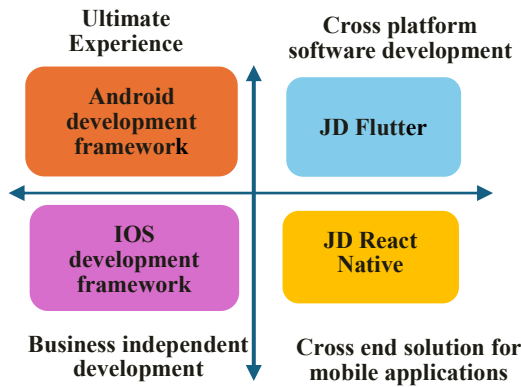 Ultimate
Experience
Cross platform
software development
Android
development
framework
JD Flutter
IOS
development
framework
JD React
Native
Business independent
development
Cross end solution for
mobile applications